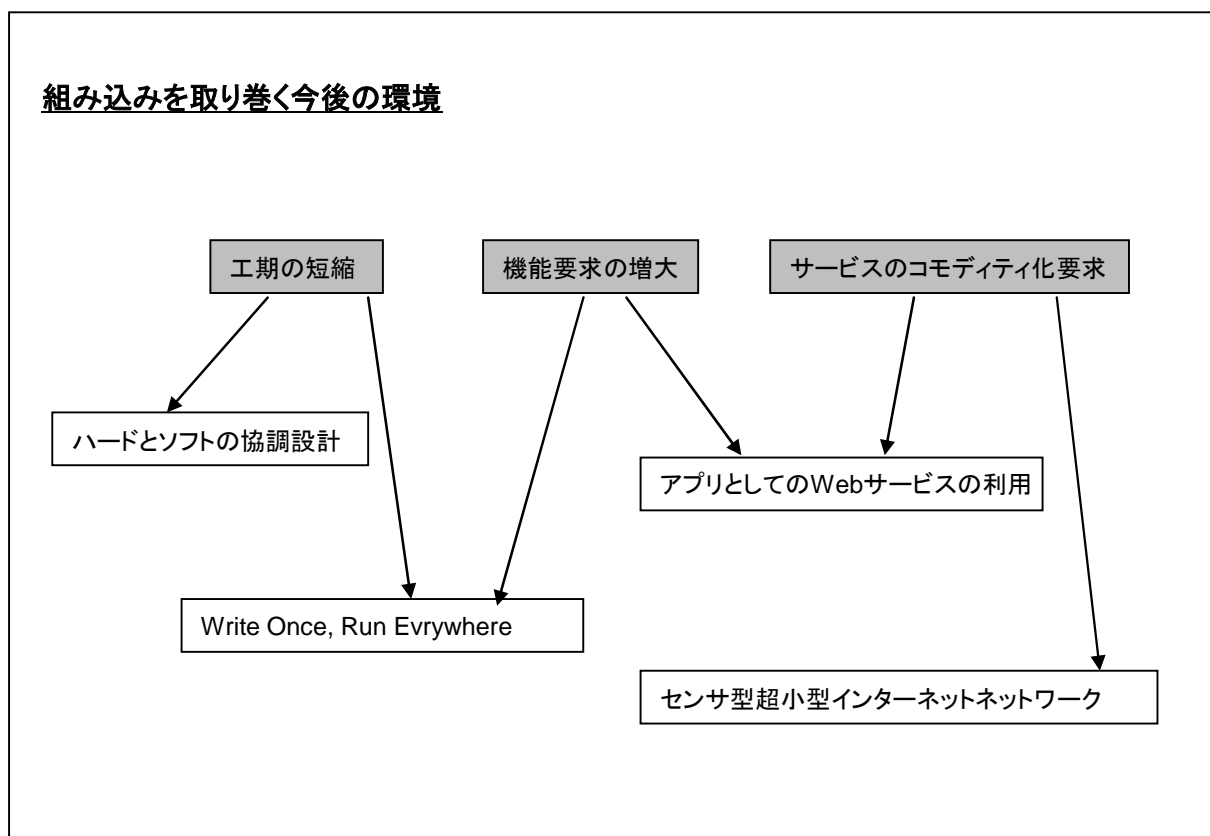 組み込みを取り巻く今後の環境
工期の短縮
機能要求の増大
サービスのコモディティ化要求
ハードとソフトの協調設計
アプリとしてのWebサービスの利用
Write Once, Run Evrywhere
センサ型超小型インターネットネットワーク